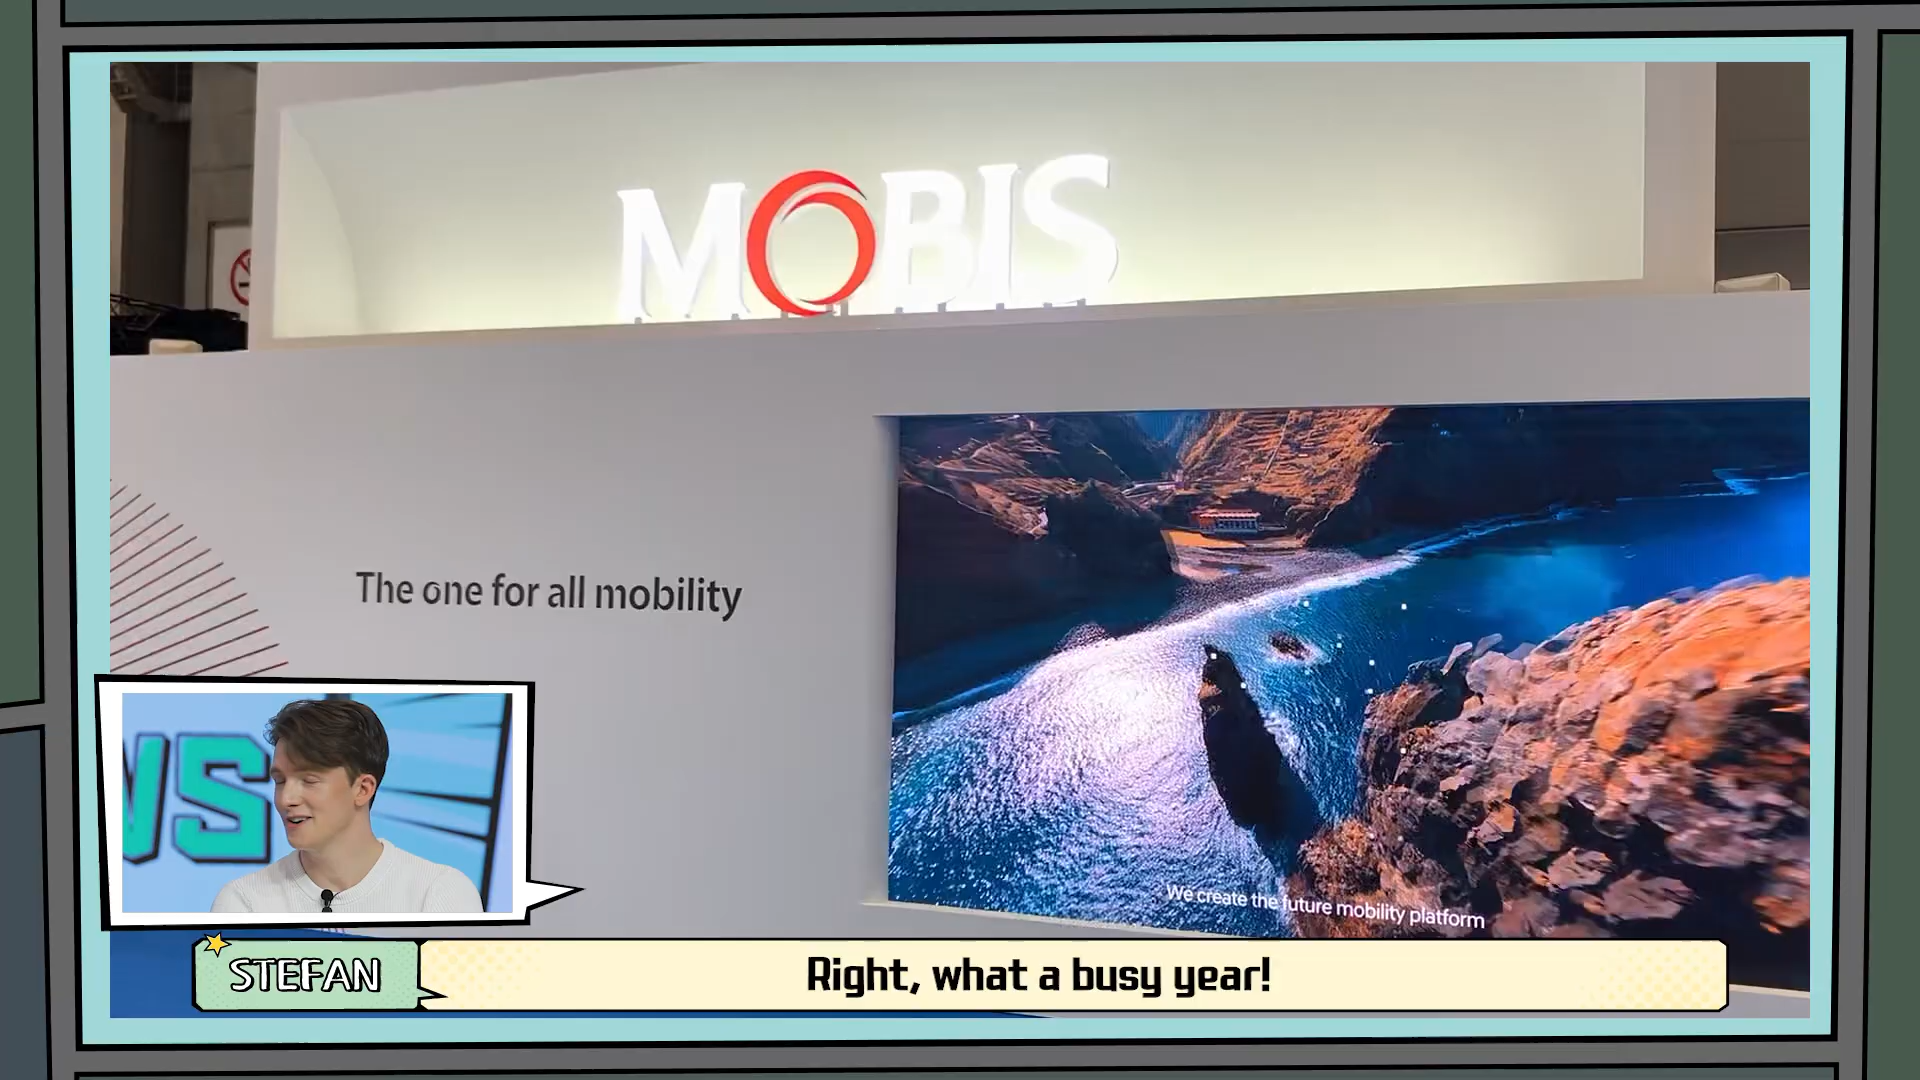 MOBIS
The one for all mobility
We create the future mobility platform
STEFAN
Right, what a busy year!